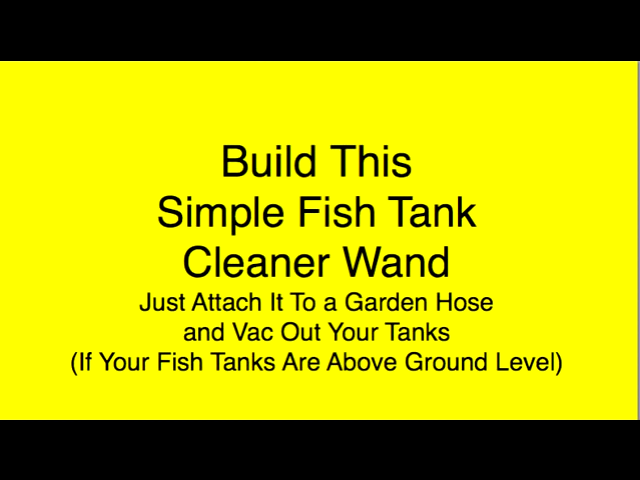 Build This
Simple Fish Tank
Cleaner Wand
Just Attach It To a Garden Hose
and Vac Out Your Tanks
(If Your Fish Tanks Are Above Ground Level)